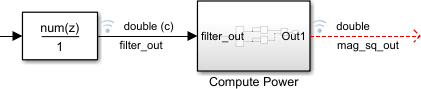 num(z)
1
double (c)
filter_out
filter_out
Out1
Compute Power
double
mag_sq_out